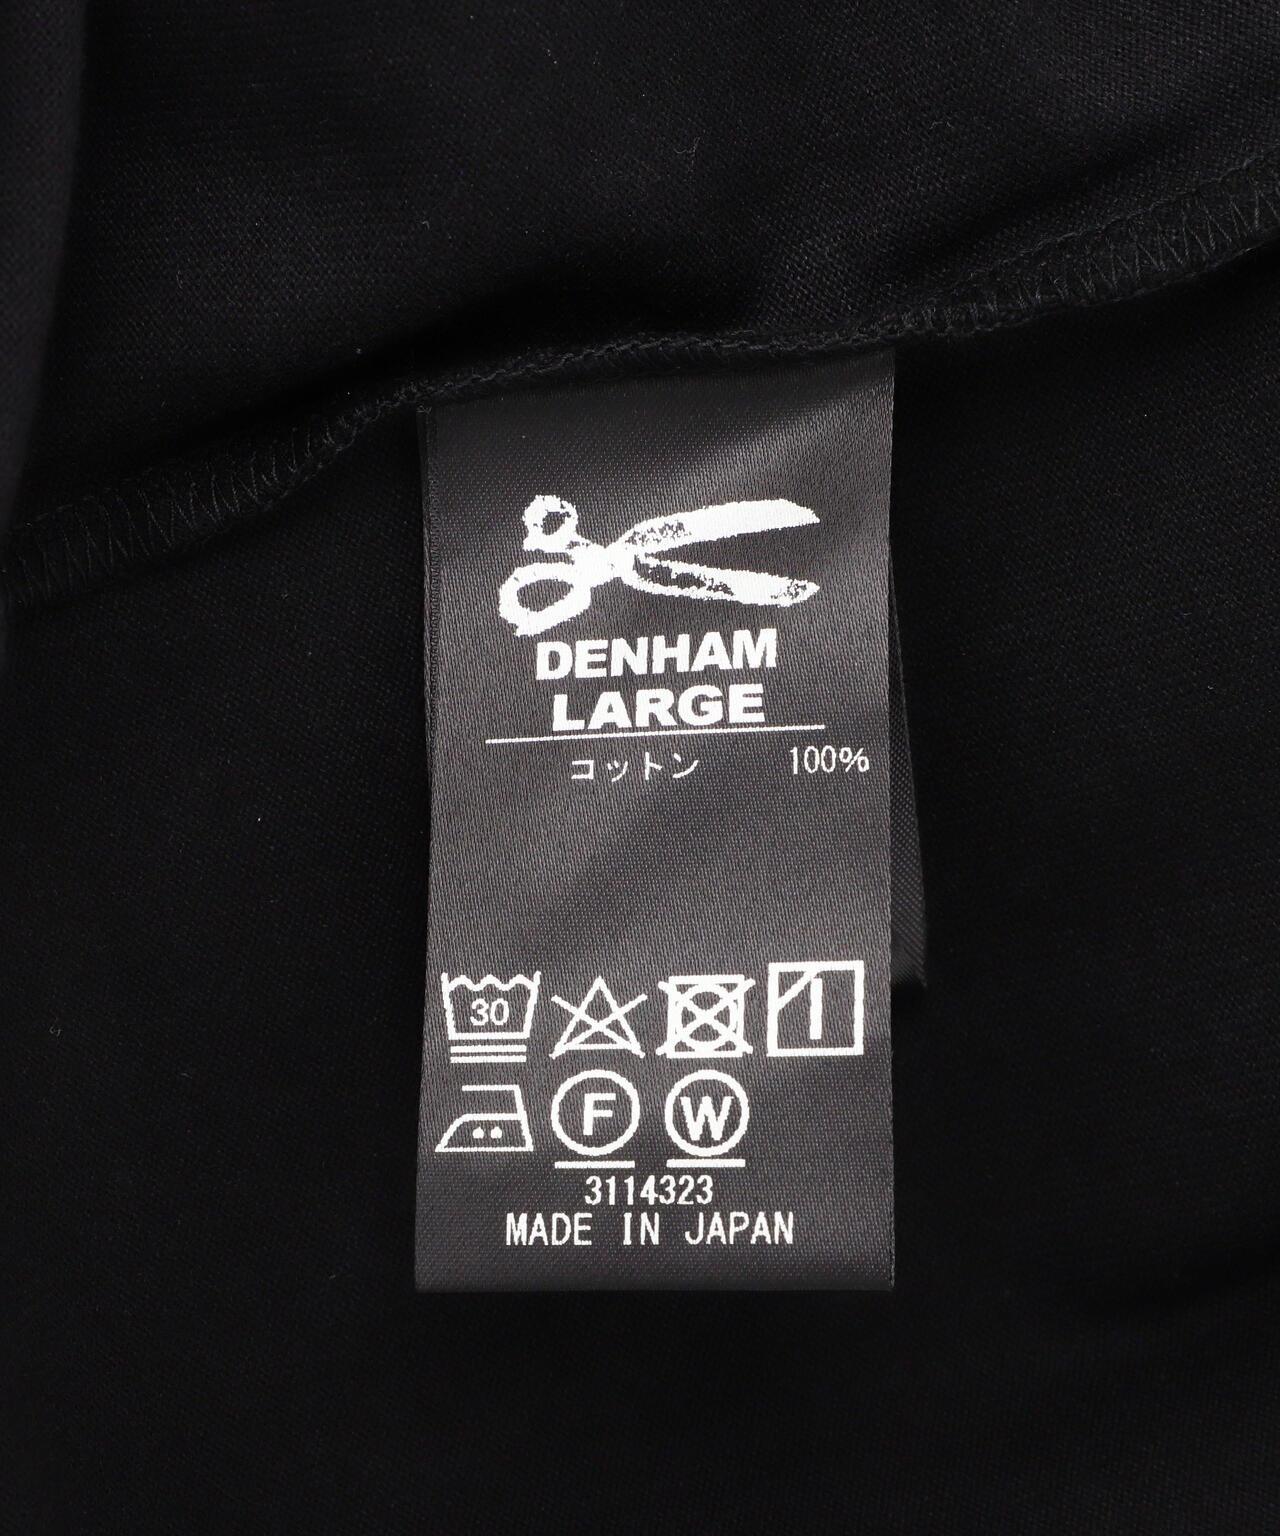 DENHAM
LARGE
コットン 100%
30
F W
3114323
MADE IN JAPAN